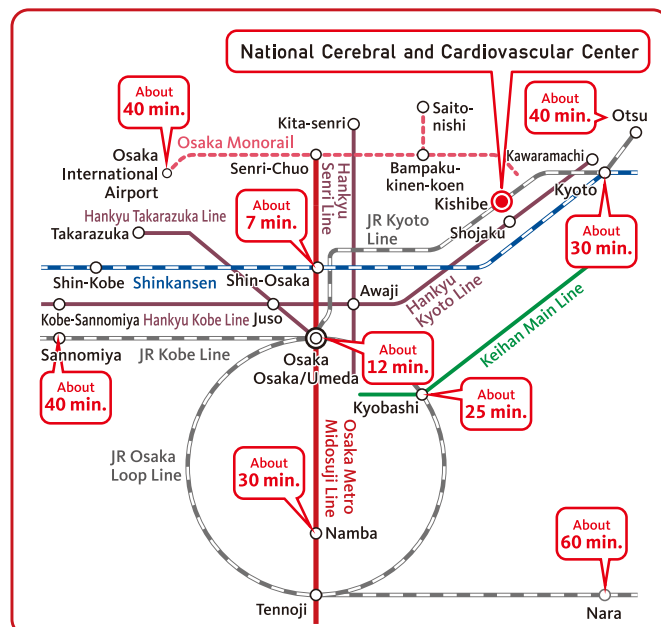 National Cerebral and Cardiovascular Center
About
40 min.
Saito-
nishi
About
40 min.
Otsu
Kita-senri
Osaka Monorail
Osaka
International
Airport
Senri-Chuo
Hankyu
Senri Line
Bampaku-
kinen-koen
Kawaramachi
Kishibe
Kyoto
Hankyu Takarazuka Line
Takarazuka
About
7 min.
JR Kyoto
Line
Shojaku
About
30 min.
Shin-Kobe
Shinkansen
Shin-Osaka
Awaji
Hankyu
Kyoto Line
Kobe-Sannomiya
Hankyu Kobe Line
Juso
Keihan Main Line
Sannomiya
JR Kobe Line
Osaka
Osaka/Umeda
About
12 min.
About
40 min.
Kyobashi
About
25 min.
JR Osaka
Loop Line
Osaka Metro
Midosuji Line
About
30 min.
Namba
About
60 min.
Tennoji
Nara